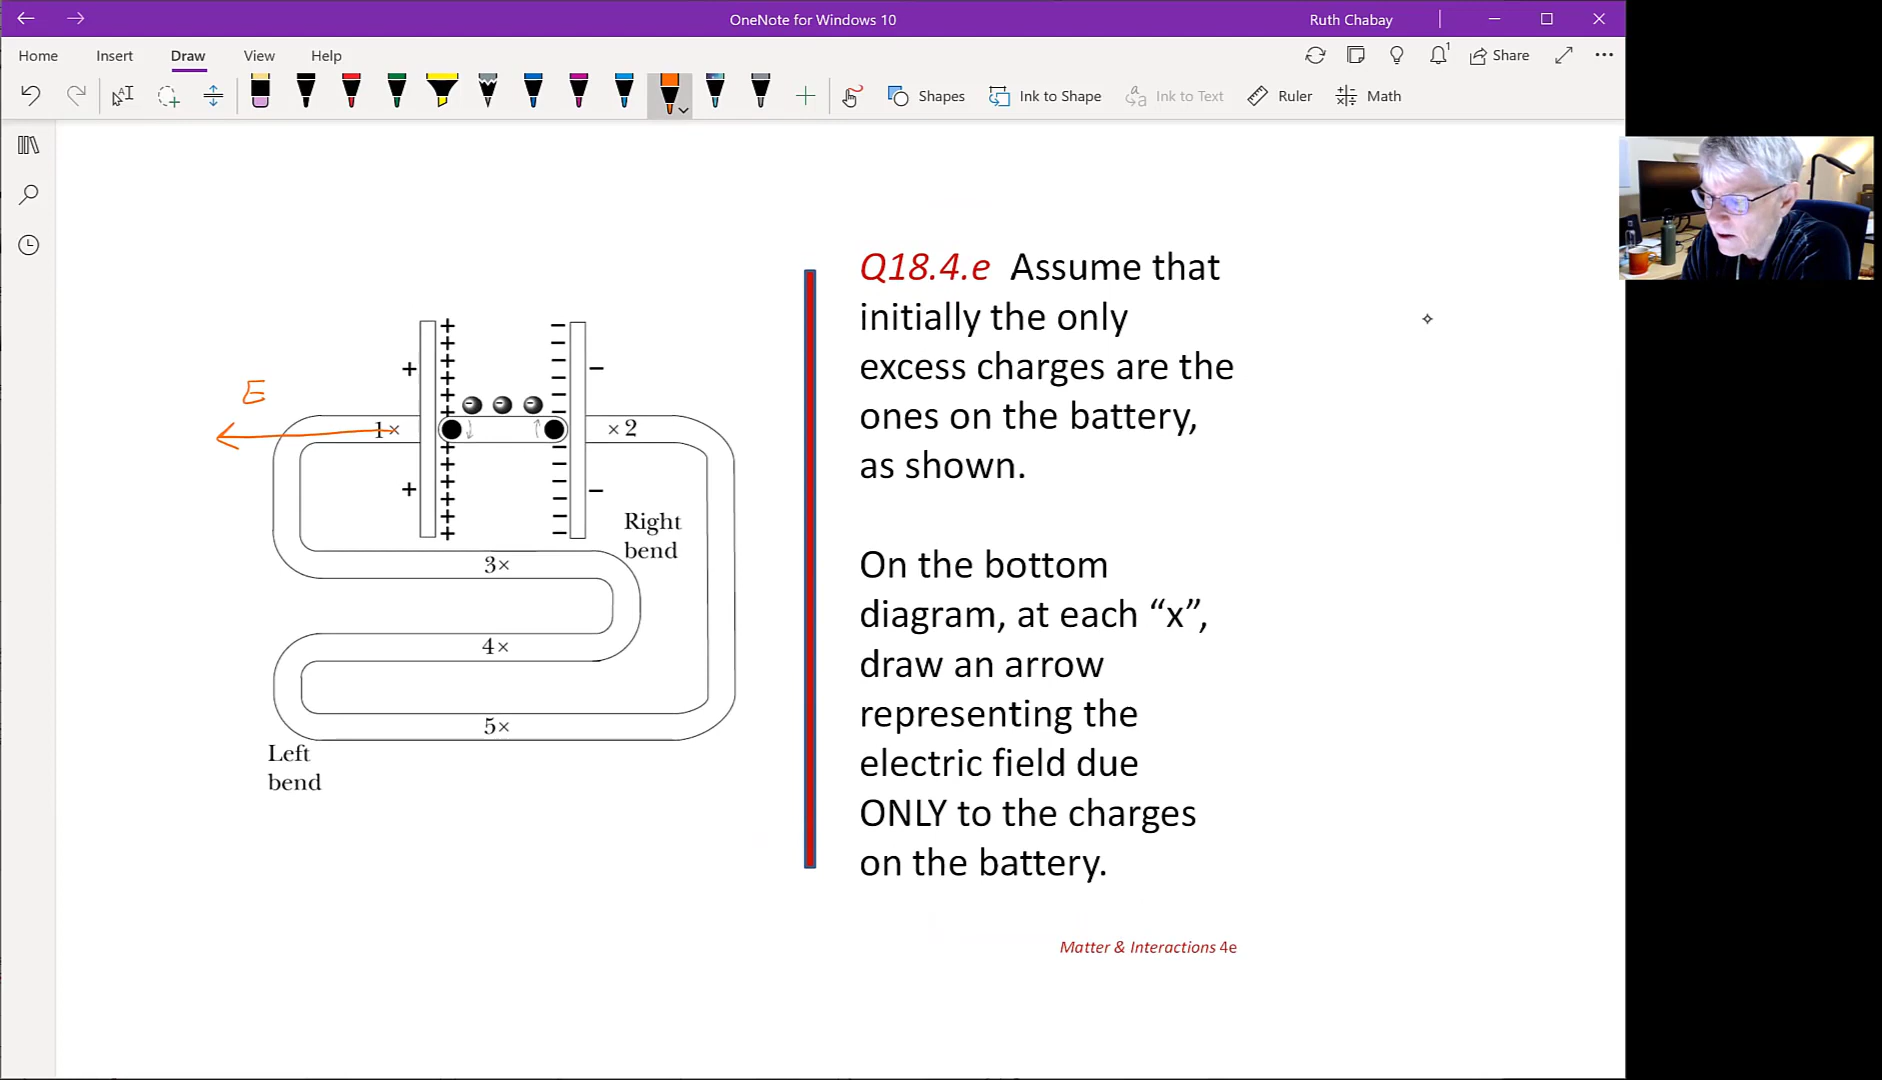 OneNote for Windows 10
Ruth Chabay
Home Insert Draw View Help
1
Share
Shapes
Ink to Shape
Ink to Text
Ruler
Math
E
+ −
+ −
1× × 2
Right
bend
3×
4×
5×
Left
bend
Q18.4.e Assume that
initially the only
excess charges are the
ones on the battery,
as shown.
On the bottom
diagram, at each “x”,
draw an arrow
representing the
electric field due
ONLY to the charges
on the battery.
Matter & Interactions 4e